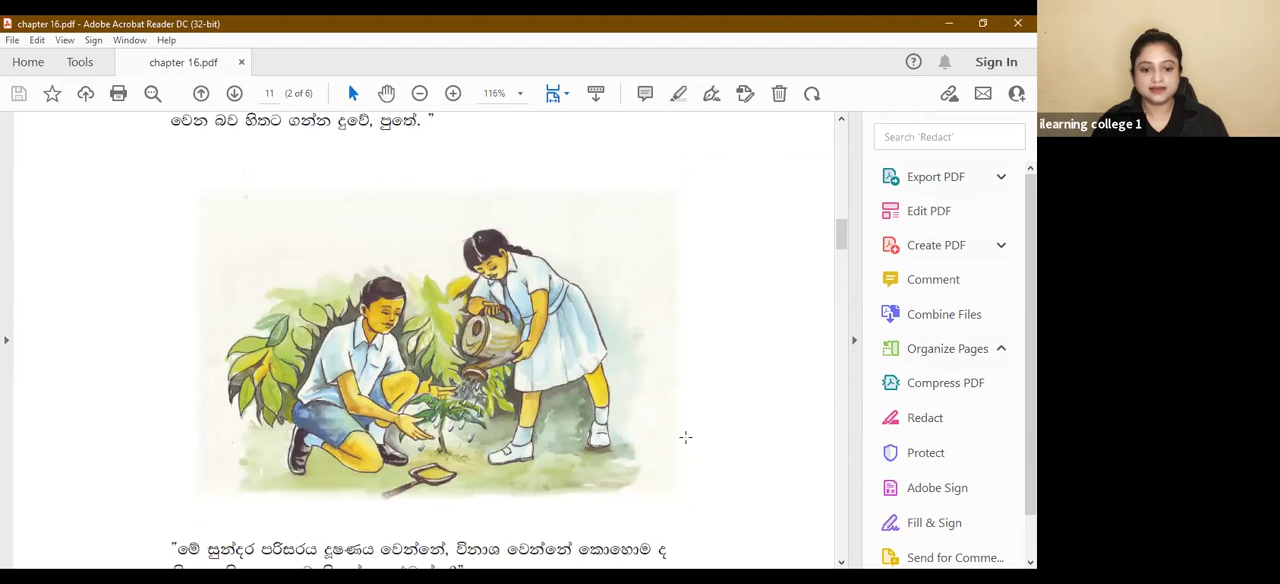 chapter 16.pdf - Adobe Acrobat Reader DC (32-bit)
File Edit View Sign Window Help
Home Tools chapter 16.pdf × Sign In
11 (2 of 6) 116%
වෙන බව හිතට ගන්න දුවේ, පුතේ. "
"මේ සුන්දර පරිසරය දූෂණය වෙන්නේ, විනාශ වෙන්නේ කොහොම ද
Search 'Redact'
Export PDF
Edit PDF
Create PDF
Comment
Combine Files
Organize Pages
Compress PDF
Redact
Protect
Adobe Sign
Fill & Sign
Send for Comme...
ilearning college 1